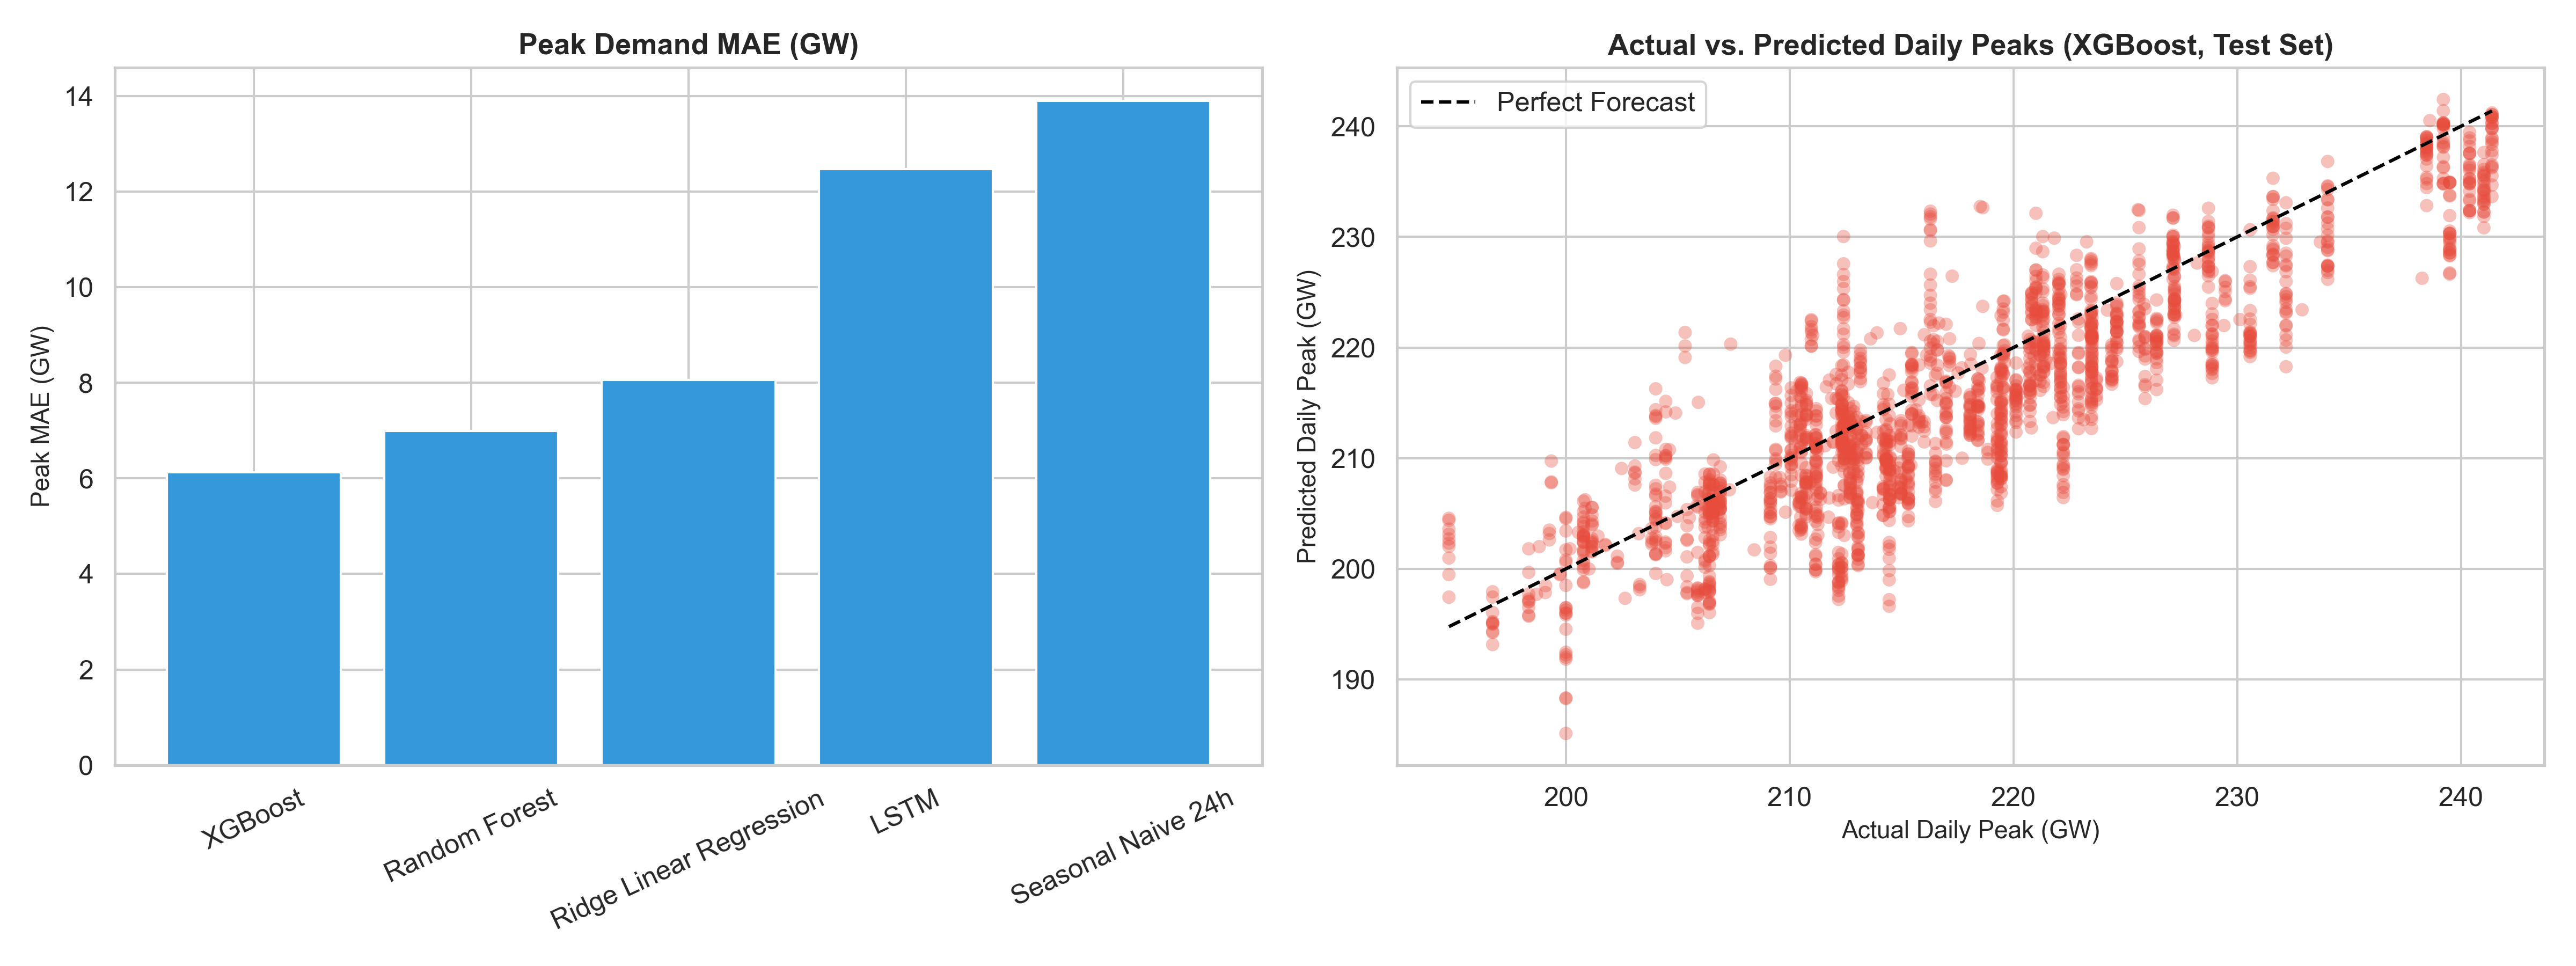 Peak Demand MAE (GW)
Peak MAE (GW)
14
12
10
8
6
4
2
0
XGBoost
Random Forest
Ridge Linear Regression
LSTM
Seasonal Naive 24h
Actual vs. Predicted Daily Peaks (XGBoost, Test Set)
Perfect Forecast
Predicted Daily Peak (GW)
240
230
220
210
200
190
200
210
220
230
240
Actual Daily Peak (GW)